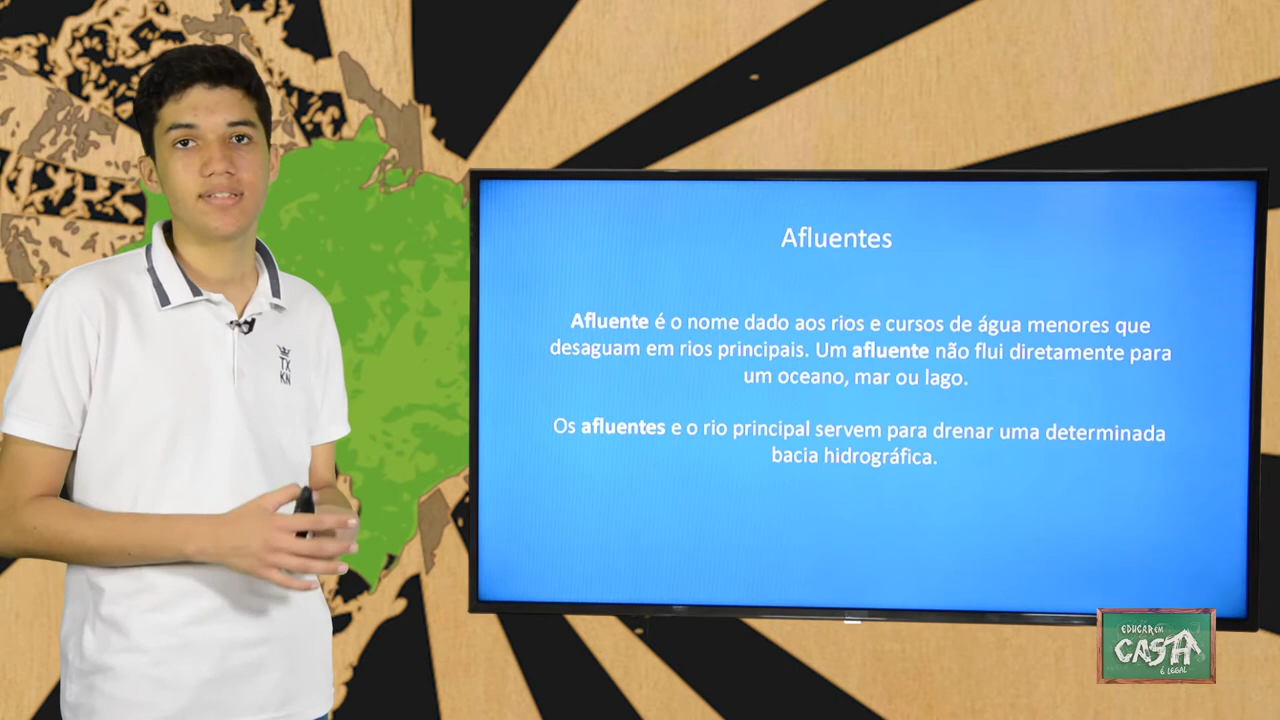 Afluentes
Afluente é o nome dado aos rios e cursos de água menores que
desaguam em rios principais. Um afluente não flui diretamente para
um oceano, mar ou lago.
Os afluentes e o rio principal servem para drenar uma determinada
bacia hidrográfica.
TX
KN
EDUCAR EM
CASA
É LEGAL